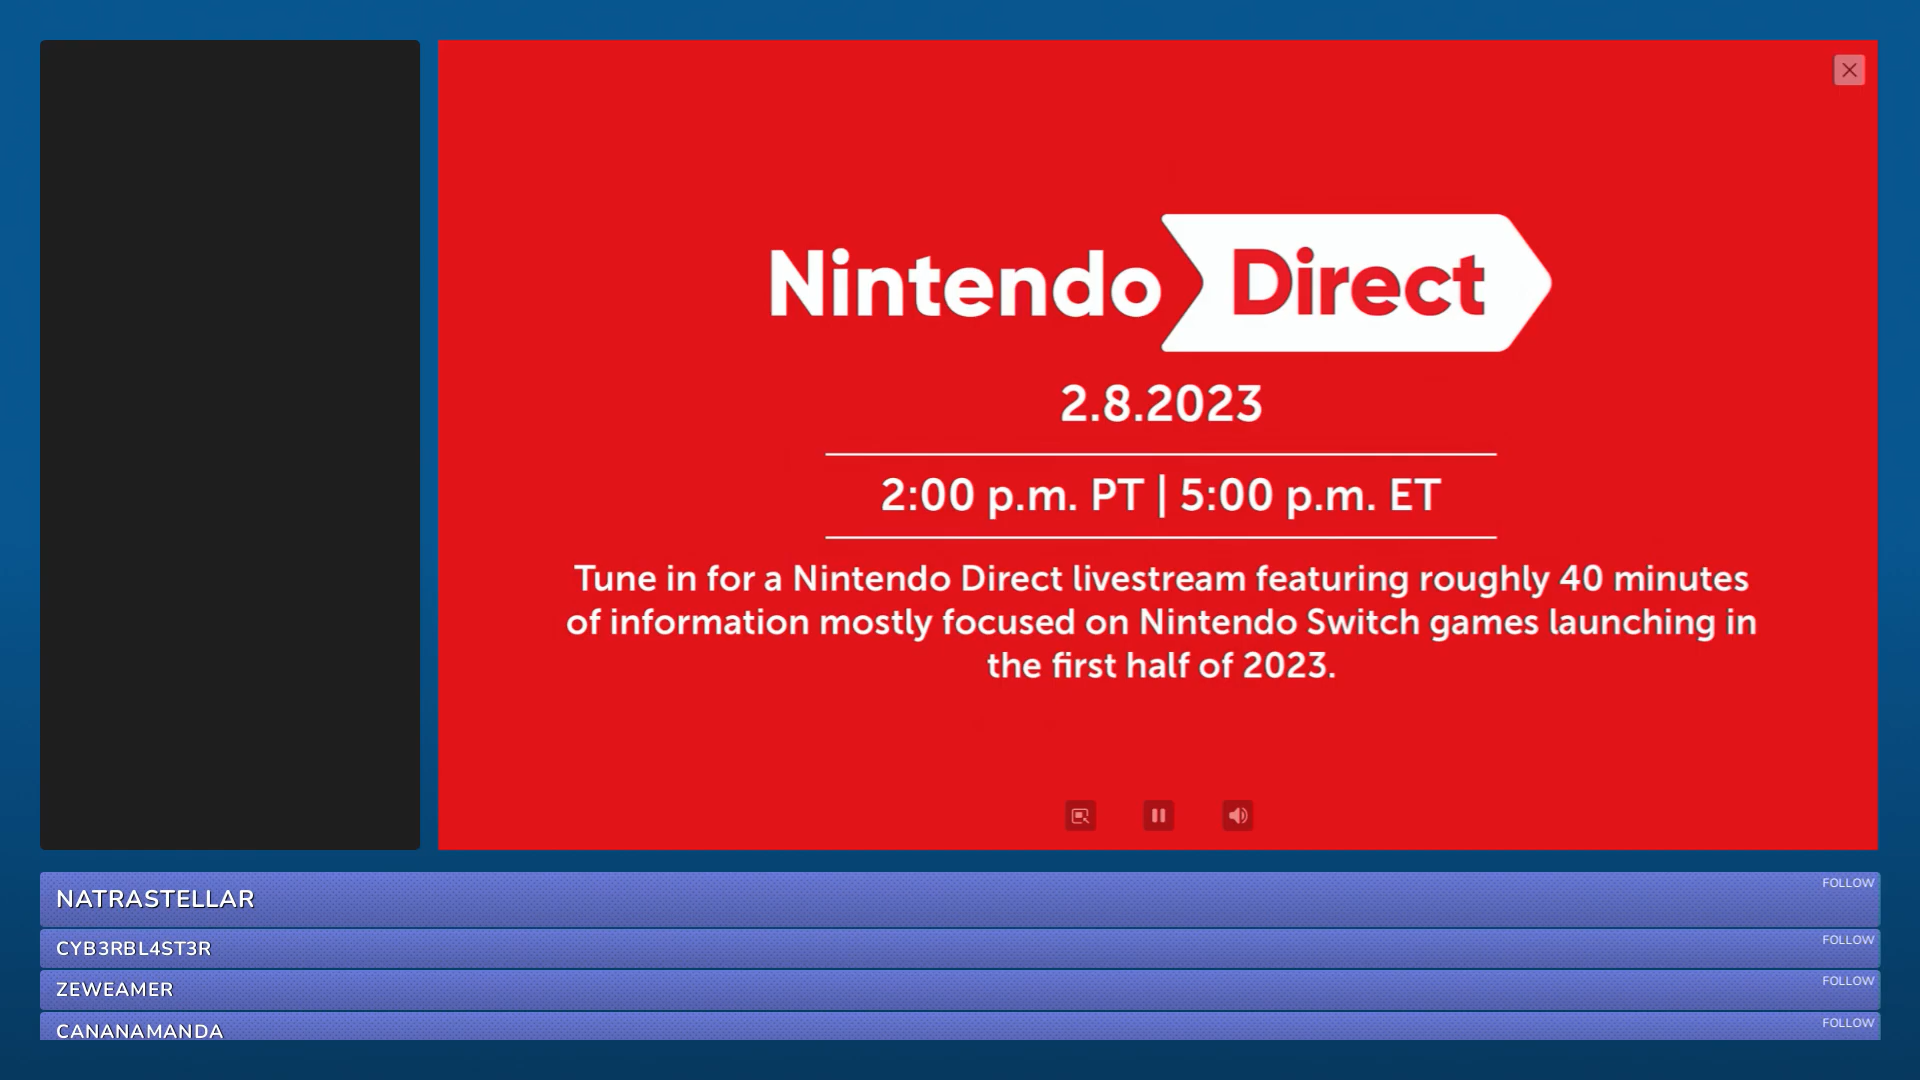 Nintendo Direct
2.8.2023
2:00 p.m. PT | 5:00 p.m. ET
Tune in for a Nintendo Direct livestream featuring roughly 40 minutes
of information mostly focused on Nintendo Switch games launching in
the first half of 2023.
NATRASTELLAR FOLLOW
CYB3RBL4ST3R FOLLOW
ZEWEAMER FOLLOW
CANANAMANDA FOLLOW